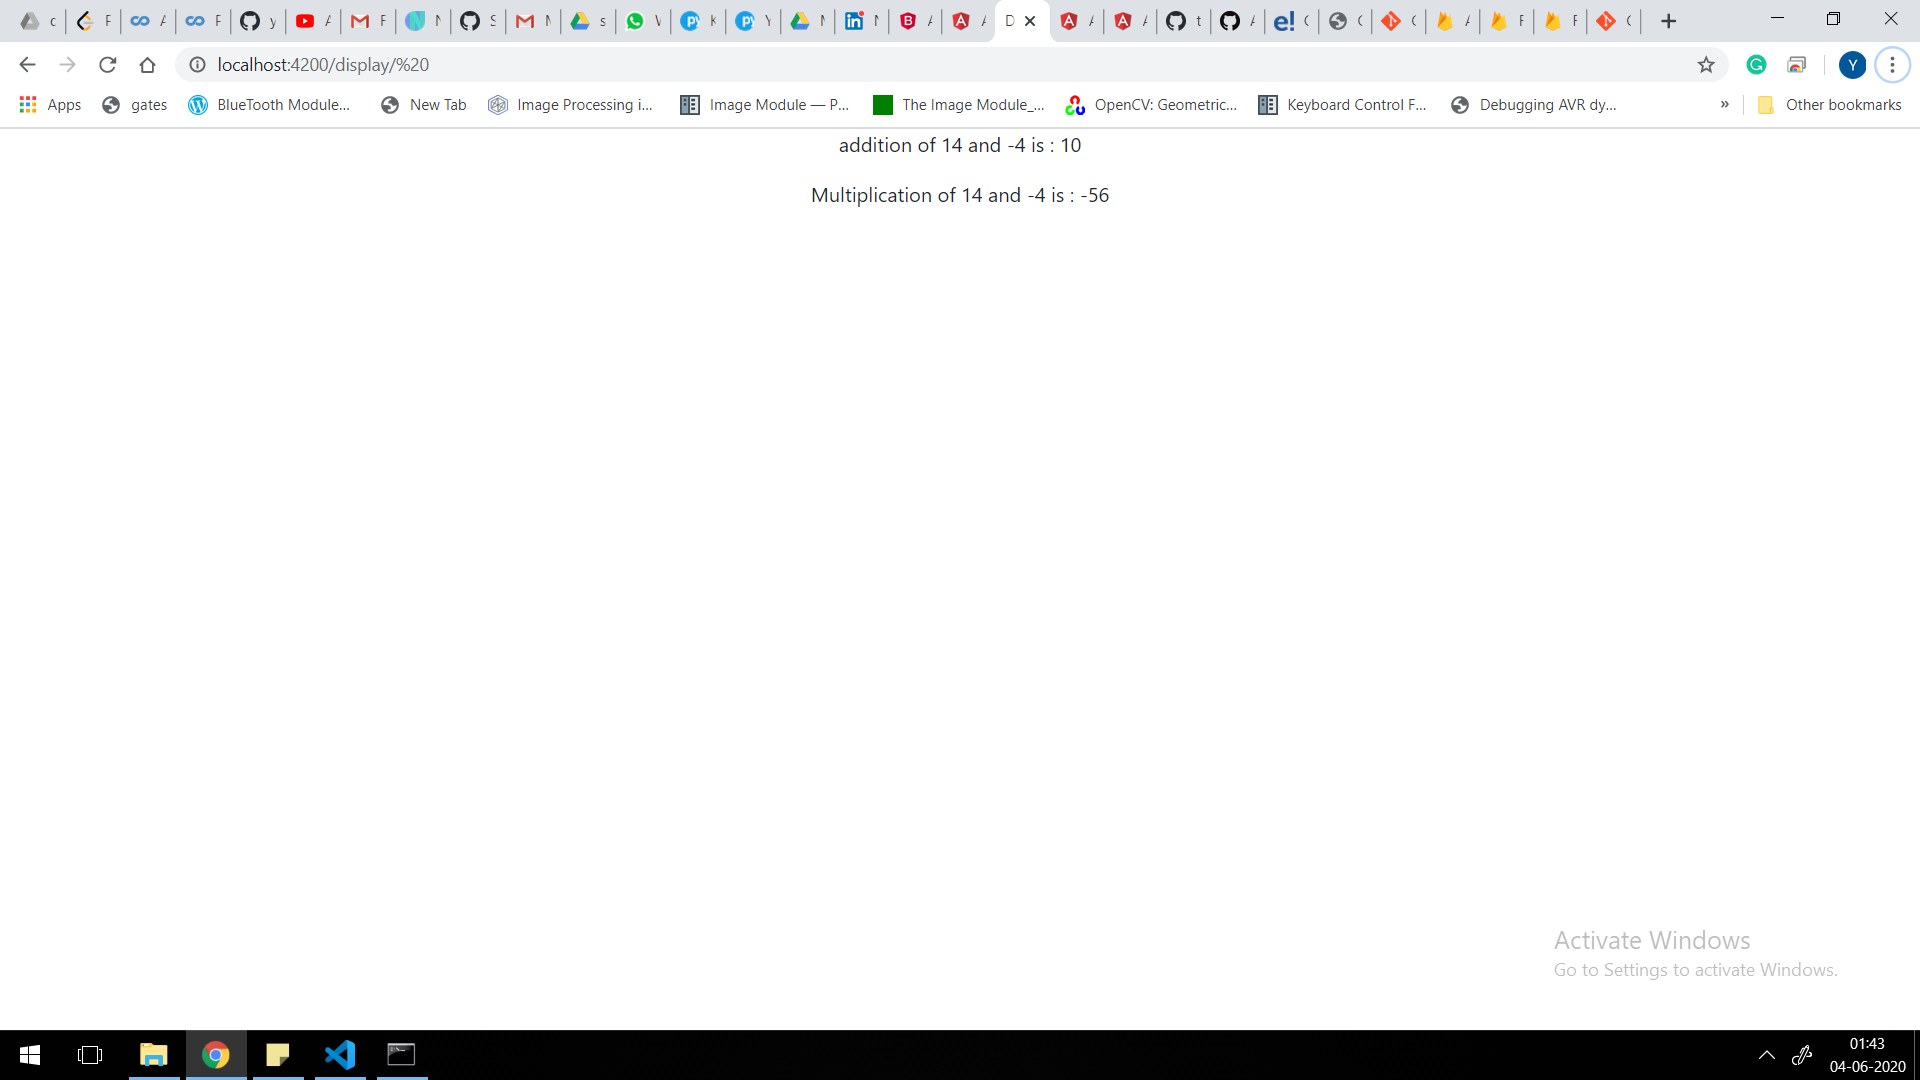 localhost:4200/display/%20
Apps gates BlueTooth Module... New Tab Image Processing i... Image Module — P... The Image Module_... OpenCV: Geometric... Keyboard Control F... Debugging AVR dy... » Other bookmarks
addition of 14 and -4 is : 10
Multiplication of 14 and -4 is : -56
Activate Windows
Go to Settings to activate Windows.
01:43
04-06-2020